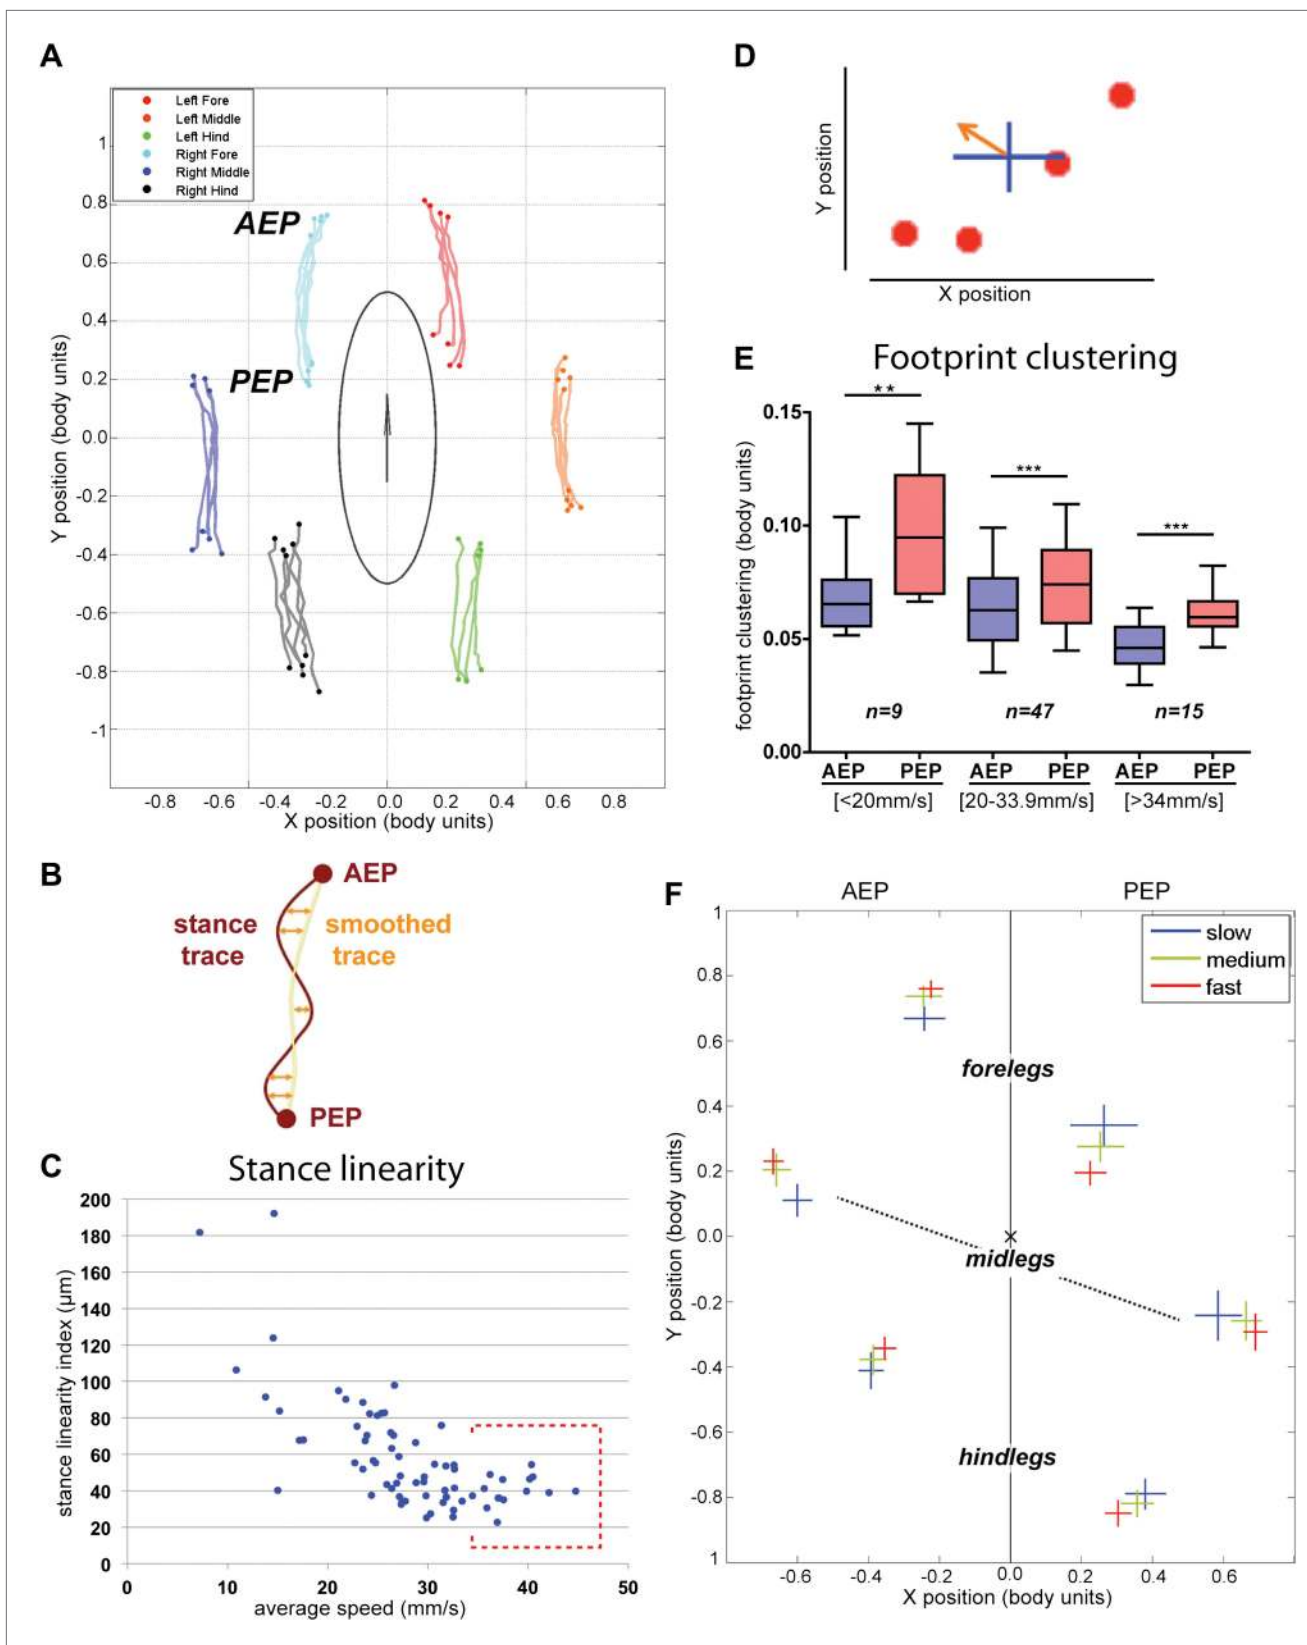 A
Left Fore
Left Middle
Left Hind
Right Fore
Right Middle
Right Hind
AEP
PEP
1
0.8
0.6
0.4
0.2
0.0
-0.2
-0.4
-0.6
-0.8
-1
Y position (body units)
-0.8 -0.6 -0.4 -0.2 0.0 0.2 0.4 0.6 0.8
X position (body units)
B
AEP
stance trace
smoothed trace
PEP
C
Stance linearity
200
180
160
140
120
100
80
60
40
20
0
stance linearity index (µm)
0 10 20 30 40 50
average speed (mm/s)
D
Y position
X position
E
Footprint clustering
** *** ***
0.15
0.10
0.05
0.00
footprint clustering (body units)
n=9 n=47 n=15
AEP PEP AEP PEP AEP PEP
[<20mm/s] [20-33.9mm/s] [>34mm/s]
F
AEP PEP
slow
medium
fast
forelegs
midlegs
hindlegs
1
0.8
0.6
0.4
0.2
0.0
-0.2
-0.4
-0.6
-0.8
1
Y position (body units)
-0.6 -0.4 -0.2 0.0 0.2 0.4 0.6
X position (body units)